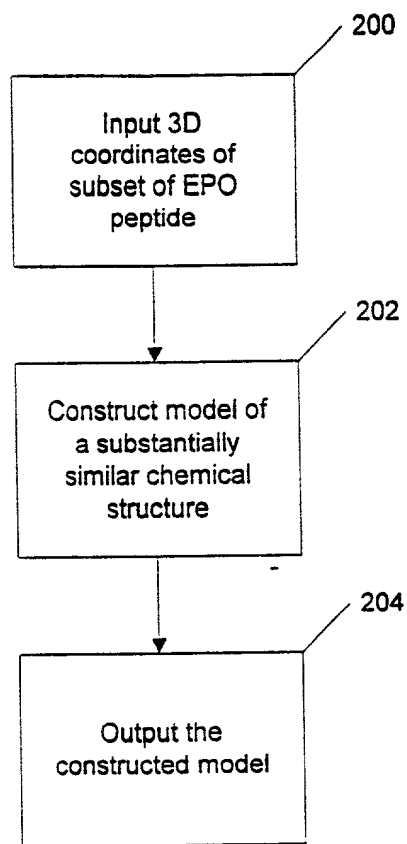 200
Input 3D
coordinates of
subset of EPO
peptide
202
Construct model of
a substantially
similar chemical
structure
204
Output the
constructed model